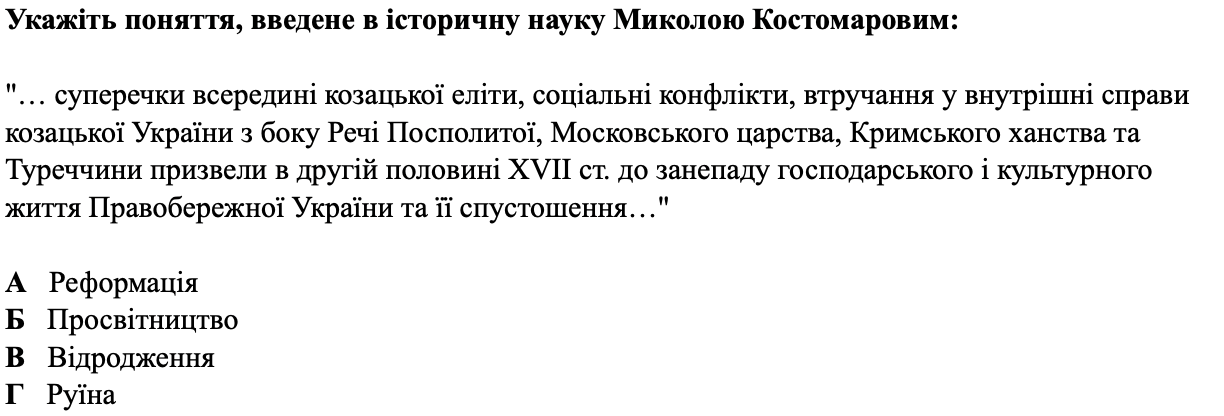 Укажіть поняття, введене в історичну науку Миколою Костомаровим:
"… суперечки всередині козацької еліти, соціальні конфлікти, втручання у внутрішні справи
козацької України з боку Речі Посполитої, Московського царства, Кримського ханства та
Туреччини призвели в другій половині XVII ст. до занепаду господарського і культурного
життя Правобережної України та її спустошення…"
А Реформація
Б Просвітництво
В Відродження
Г Руїна